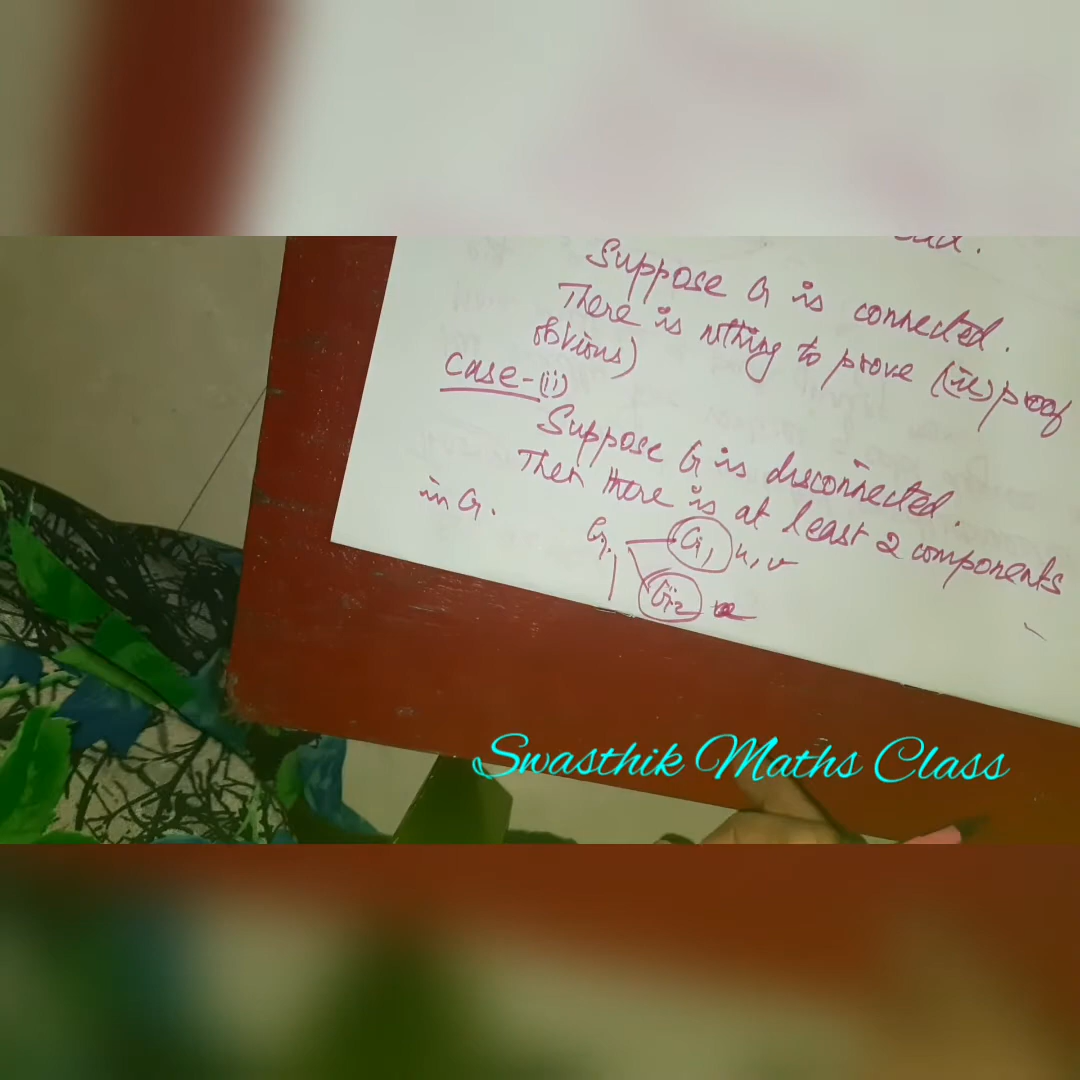 Suppose G is connected.
There is nothing to prove (ie) proof
obvious)
Case-(ii)
Suppose G is disconnected.
Then there is at least 2 components
in G.
G. G1, u, v
G2
Swasthik Maths Class